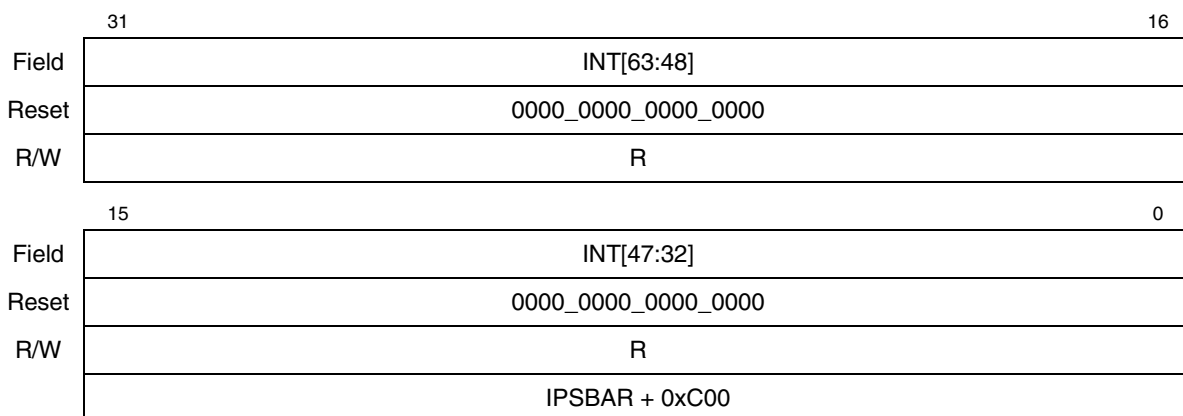 31 16
Field INT[63:48]
Reset 0000_0000_0000_0000
R/W R
15 0
Field INT[47:32]
Reset 0000_0000_0000_0000
R/W R
IPSBAR + 0xC00